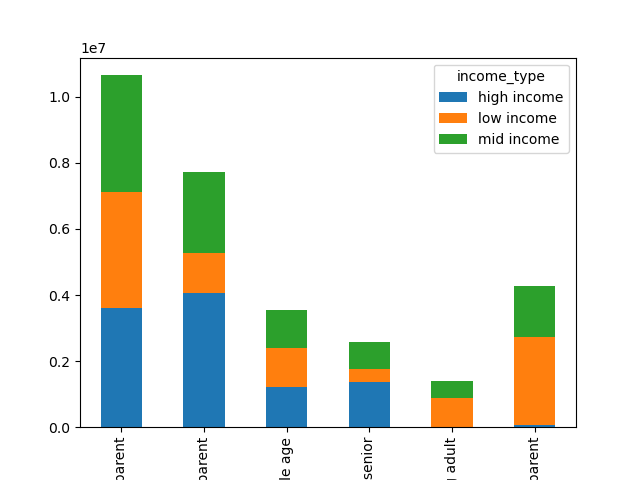 1e7
1.0
0.8
0.6
0.4
0.2
0.0
income_type
high income
low income
mid income
parent
parent
le age
senior
adult
parent